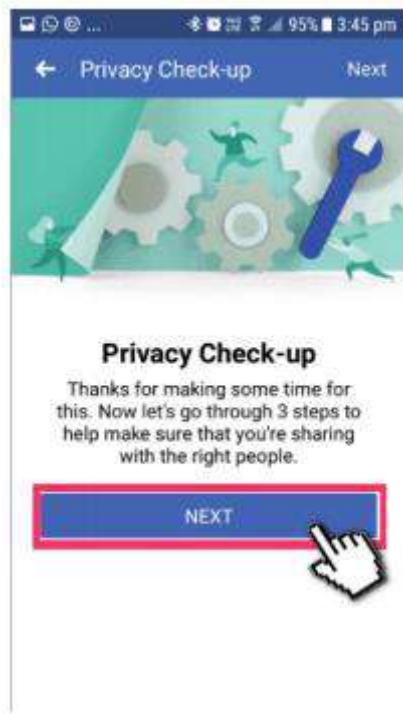 ... 95% 3:45 pm
Privacy Check-up Next
Privacy Check-up
Thanks for making some time for
this. Now let's go through 3 steps to
help make sure that you're sharing
with the right people.
NEXT